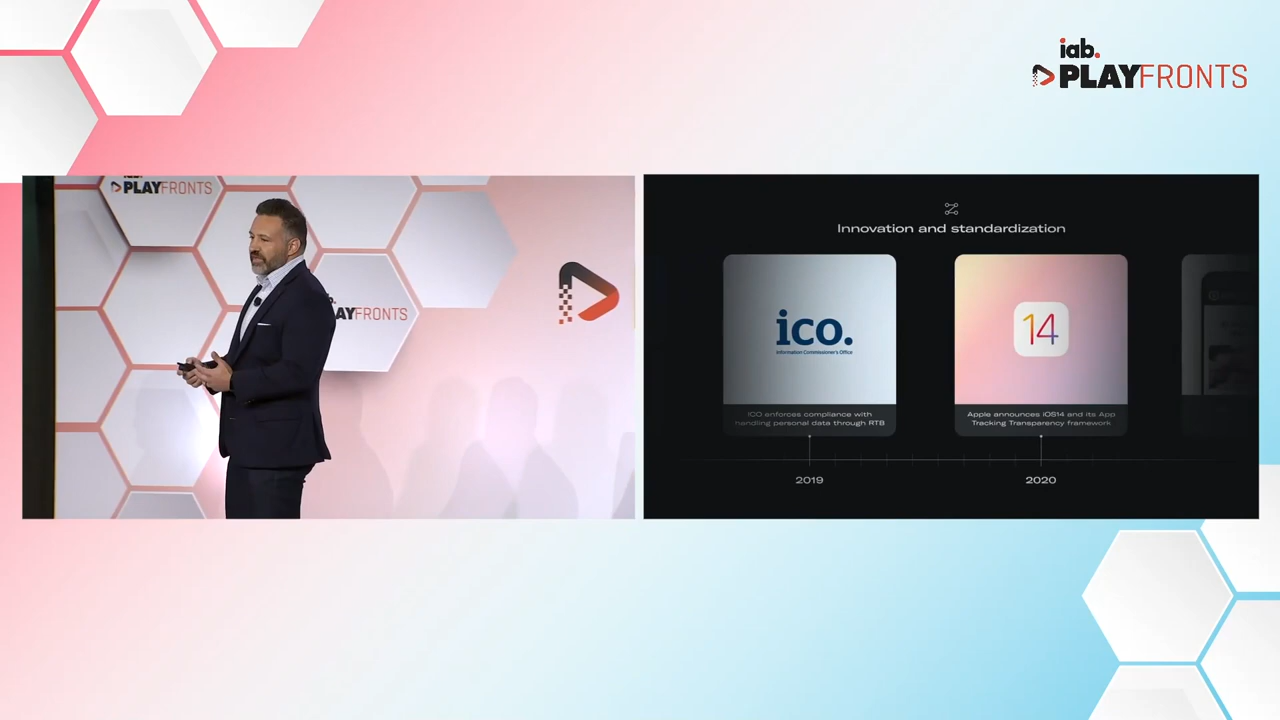 iab.
PLAYFRONTS
PLAYFRONTS
AYFRONTS
Innovation and standardization
ico.
Information Commissioner's Office
14
ICO enforces compliance with
handling personal data through RTB
Apple announces iOS14 and its App
Tracking Transparency framework
2019
2020